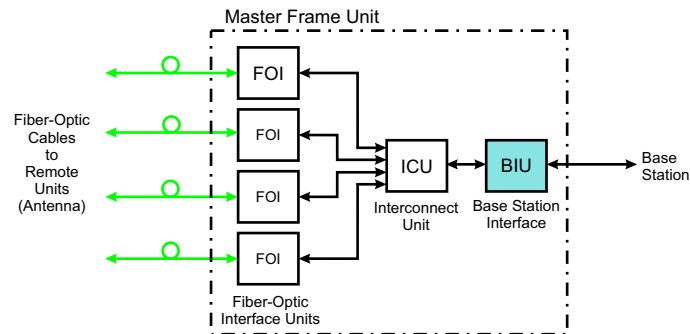 Master Frame Unit
FOI
FOI
FOI
FOI
Fiber-Optic
Cables
to
Remote
Units
(Antenna)
ICU
Interconnect
Unit
BIU
Base Station
Interface
Base
Station
Fiber-Optic
Interface Units